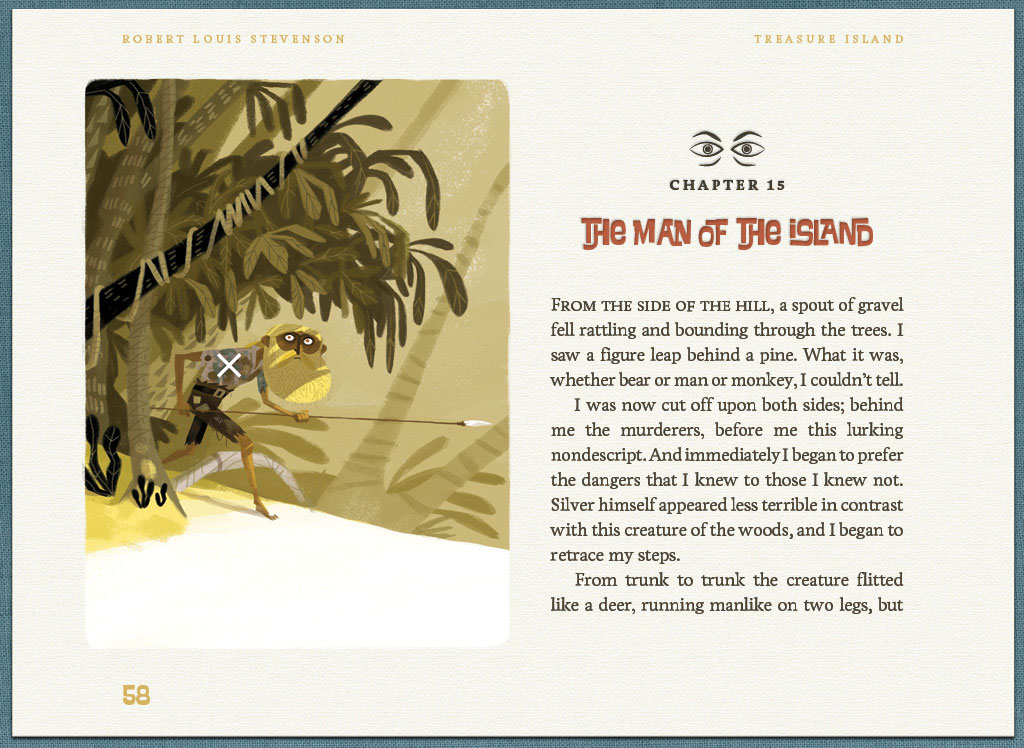 ROBERT LOUIS STEVENSON
TREASURE ISLAND
CHAPTER 15
THE MAN OF THE ISLAND
FROM THE SIDE OF THE HILL, a spout of gravel
fell rattling and bounding through the trees. I
saw a figure leap behind a pine. What it was,
whether bear or man or monkey, I couldn’t tell.
I was now cut off upon both sides; behind
me the murderers, before me this lurking
nondescript. And immediately I began to prefer
the dangers that I knew to those I knew not.
Silver himself appeared less terrible in contrast
with this creature of the woods, and I began to
retrace my steps.
From trunk to trunk the creature flitted
like a deer, running manlike on two legs, but
58